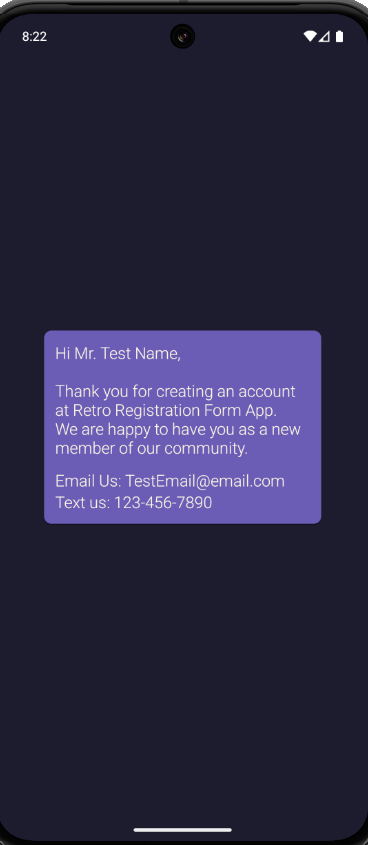 8:22
Hi Mr. Test Name,
Thank you for creating an account
at Retro Registration Form App.
We are happy to have you as a new
member of our community.
Email Us: TestEmail@email.com
Text us: 123-456-7890